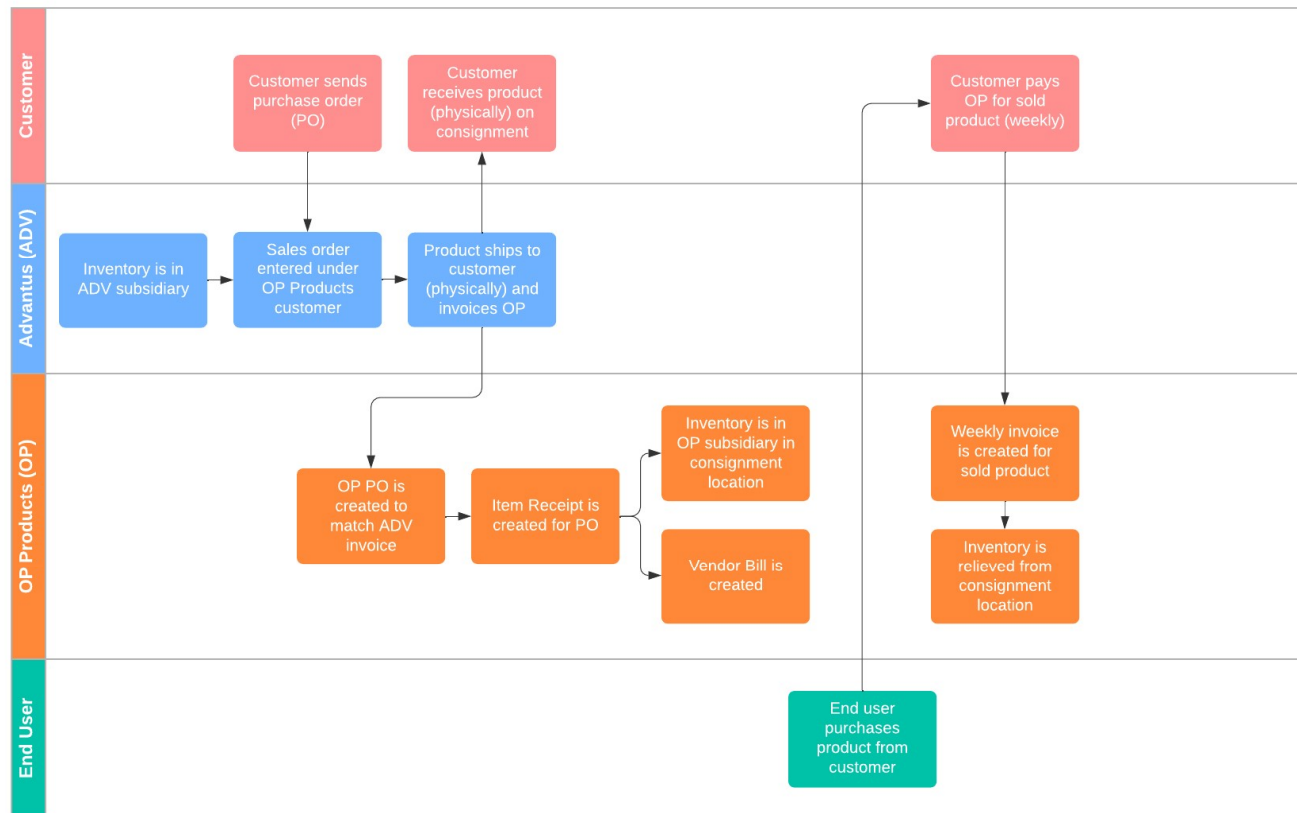 Customer
Customer sends
purchase order
(PO)
Customer
receives product
(physically) on
consignment
Customer pays
OP for sold
product (weekly)
Advantus (ADV)
Inventory is in
ADV subsidiary
Sales order
entered under
OP Products
customer
Product ships to
customer
(physically) and
invoices OP
OP Products (OP)
OP PO is
created to
match ADV
invoice
Item Receipt is
created for PO
Inventory is in
OP subsidiary in
consignment
location
Vendor Bill is
created
Weekly invoice
is created for
sold product
Inventory is
relieved from
consignment
location
End User
End user
purchases
product from
customer